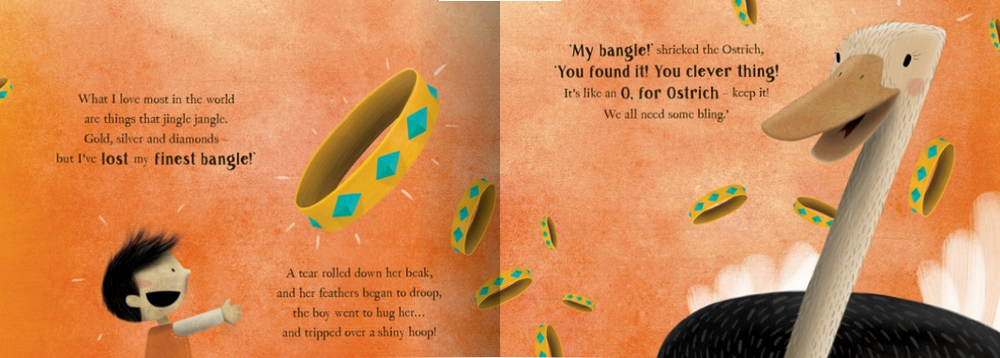 What I love most in the world
are things that jingle jangle.
Gold, silver and diamonds –
but I've lost my finest bangle!'
A tear rolled down her beak,
and her feathers began to droop,
the boy went to hug her...
and tripped over a shiny hoop!
'My bangle!' shrieked the Ostrich,
'You found it! You clever thing!
It's like an O, for Ostrich – keep it!
We all need some bling.'